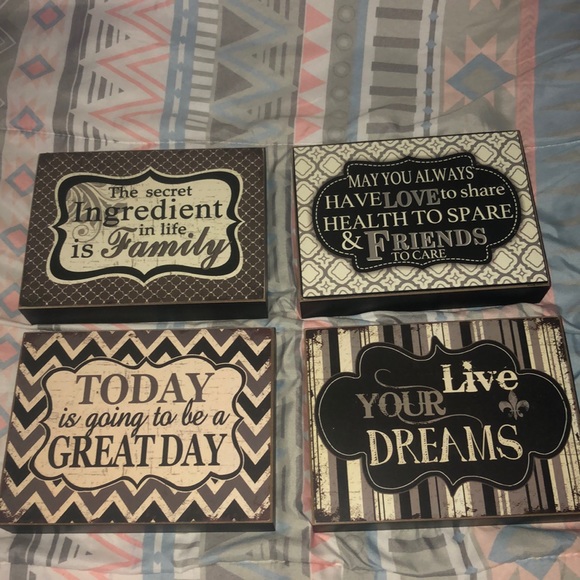 The secret
Ingredient
in life
is Family
MAY YOU ALWAYS
HAVE LOVE to share
HEALTH TO SPARE
& FRIENDS
TO CARE
TODAY
is going to be a
GREAT DAY
Live
YOUR
DREAMS